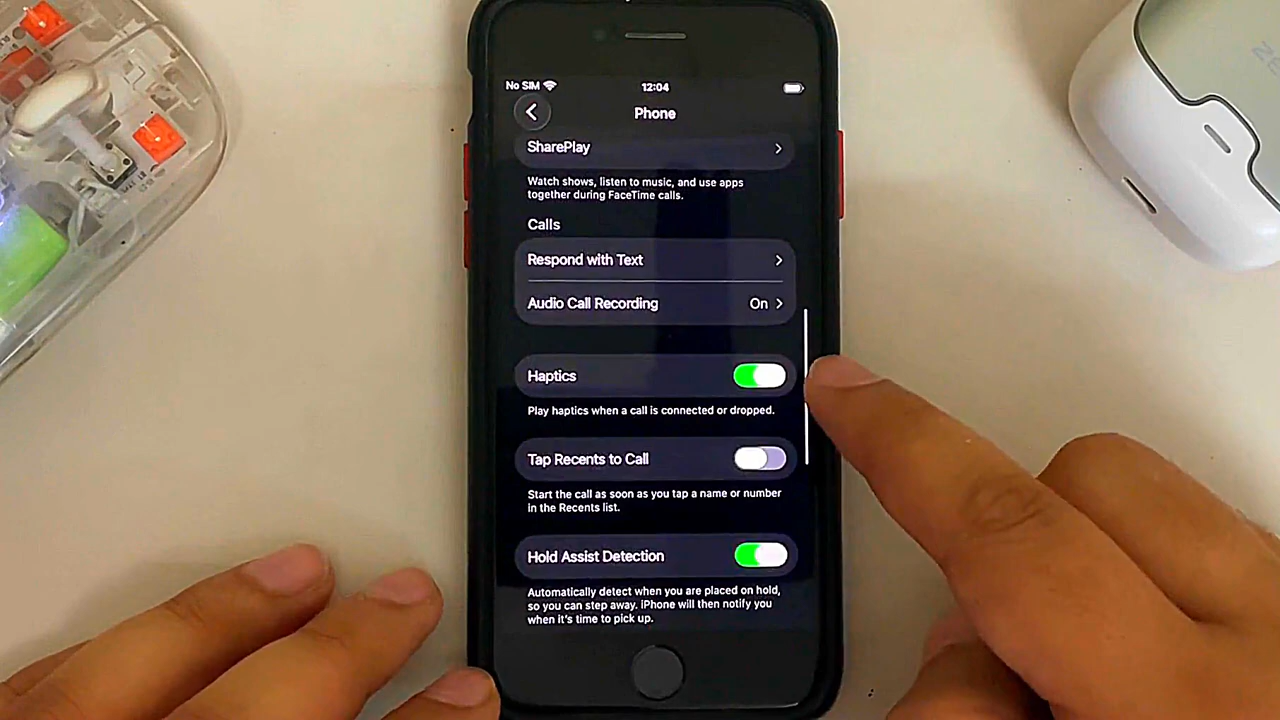 No SIM 12:04
Phone
SharePlay
Watch shows, listen to music, and use apps
together during FaceTime calls.
Calls
Respond with Text
Audio Call Recording On
Haptics
Play haptics when a call is connected or dropped.
Tap Recents to Call
Start the call as soon as you tap a name or number
in the Recents list.
Hold Assist Detection
Automatically detect when you are placed on hold,
so you can step away. iPhone will then notify you
when it's time to pick up.